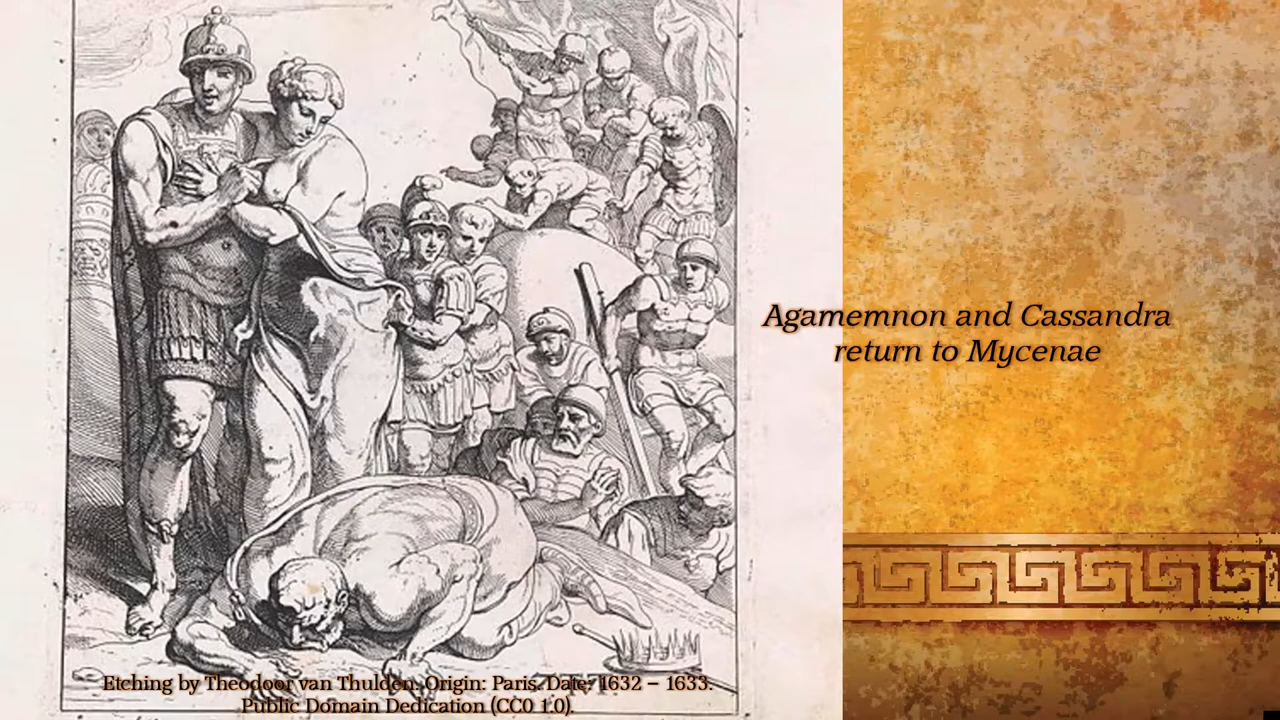 Agamemnon and Cassandra
return to Mycenae
Etching by Theodoor van Thulden. Origin: Paris. Date: 1632 – 1633.
Public Domain Dedication (CC0 1.0).